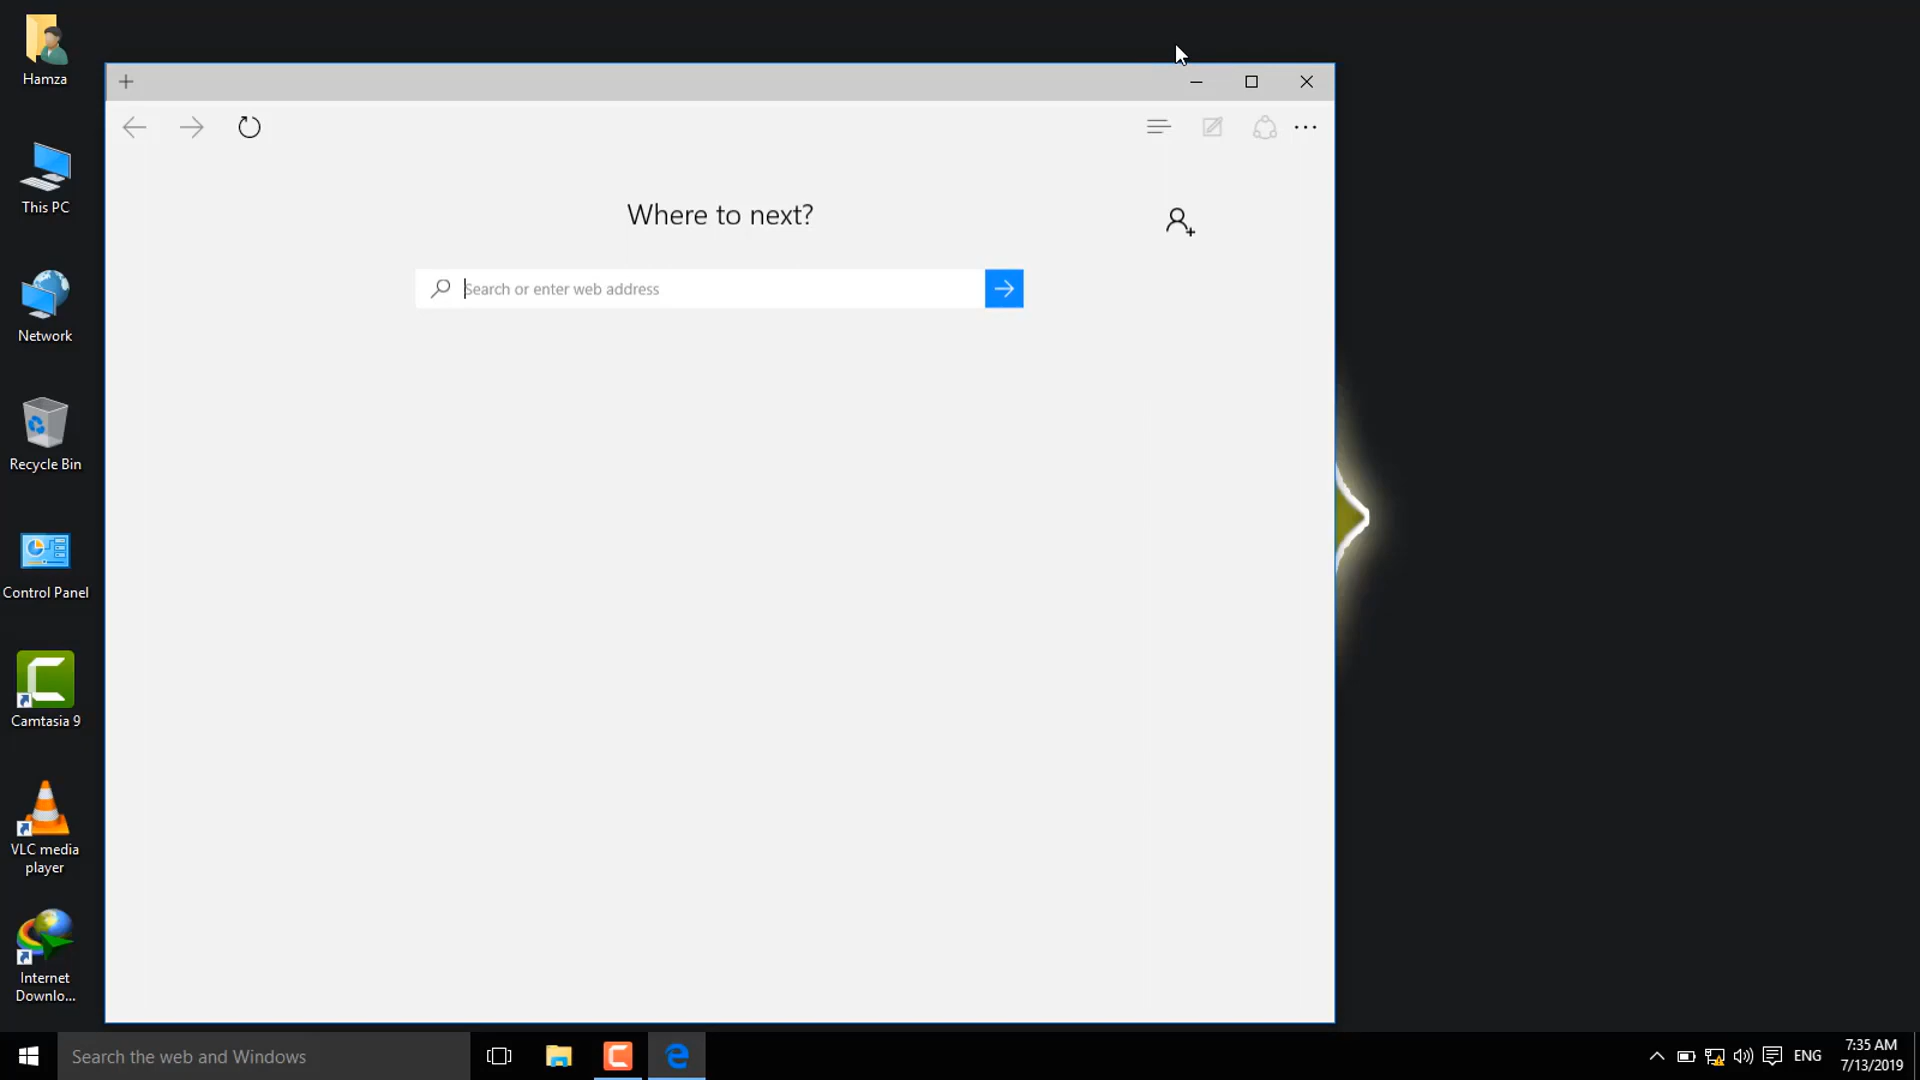 Hamza
This PC
Network
Recycle Bin
Control Panel
Camtasia 9
VLC media
player
Internet
Downlo...
Where to next?
Search or enter web address
Search the web and Windows
ENG
7:35 AM
7/13/2019